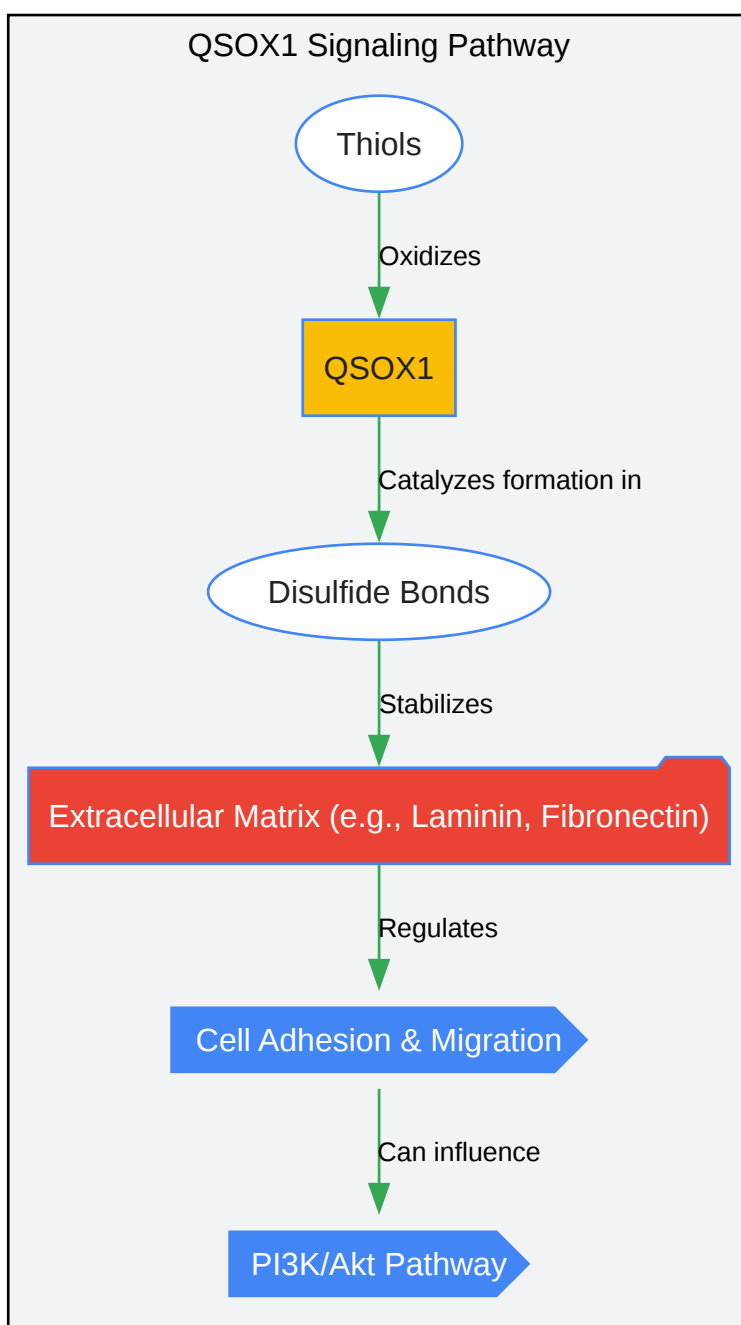 QSOX1 Signaling Pathway
Thiols
Oxidizes
QSOX1
Catalyzes formation in
Disulfide Bonds
Stabilizes
Extracellular Matrix (e.g., Laminin, Fibronectin)
Regulates
Cell Adhesion & Migration
Can influence
PI3K/Akt Pathway